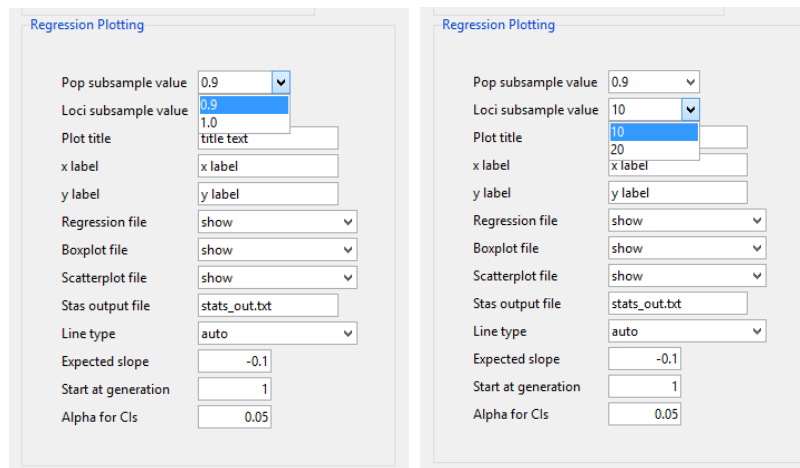 Regression Plotting
Pop subsample value 0.9
Loci subsample value 0.9
1.0
Plot title title text
x label x label
y label y label
Regression file show
Boxplot file show
Scatterplot file show
Stas output file stats_out.txt
Line type auto
Expected slope -0.1
Start at generation 1
Alpha for CIs 0.05
Regression Plotting
Pop subsample value 0.9
Loci subsample value 10
Plot title 10
20
x label x label
y label y label
Regression file show
Boxplot file show
Scatterplot file show
Stas output file stats_out.txt
Line type auto
Expected slope -0.1
Start at generation 1
Alpha for CIs 0.05